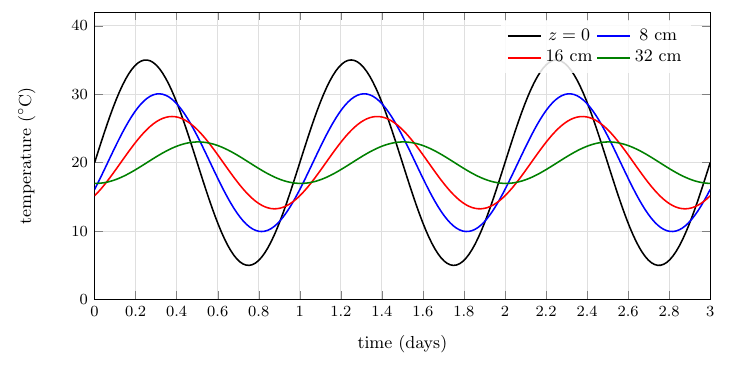 z = 0 8 cm
16 cm 32 cm
40
30
20
10
0
temperature (°C)
0 0.2 0.4 0.6 0.8 1 1.2 1.4 1.6 1.8 2 2.2 2.4 2.6 2.8 3
time (days)